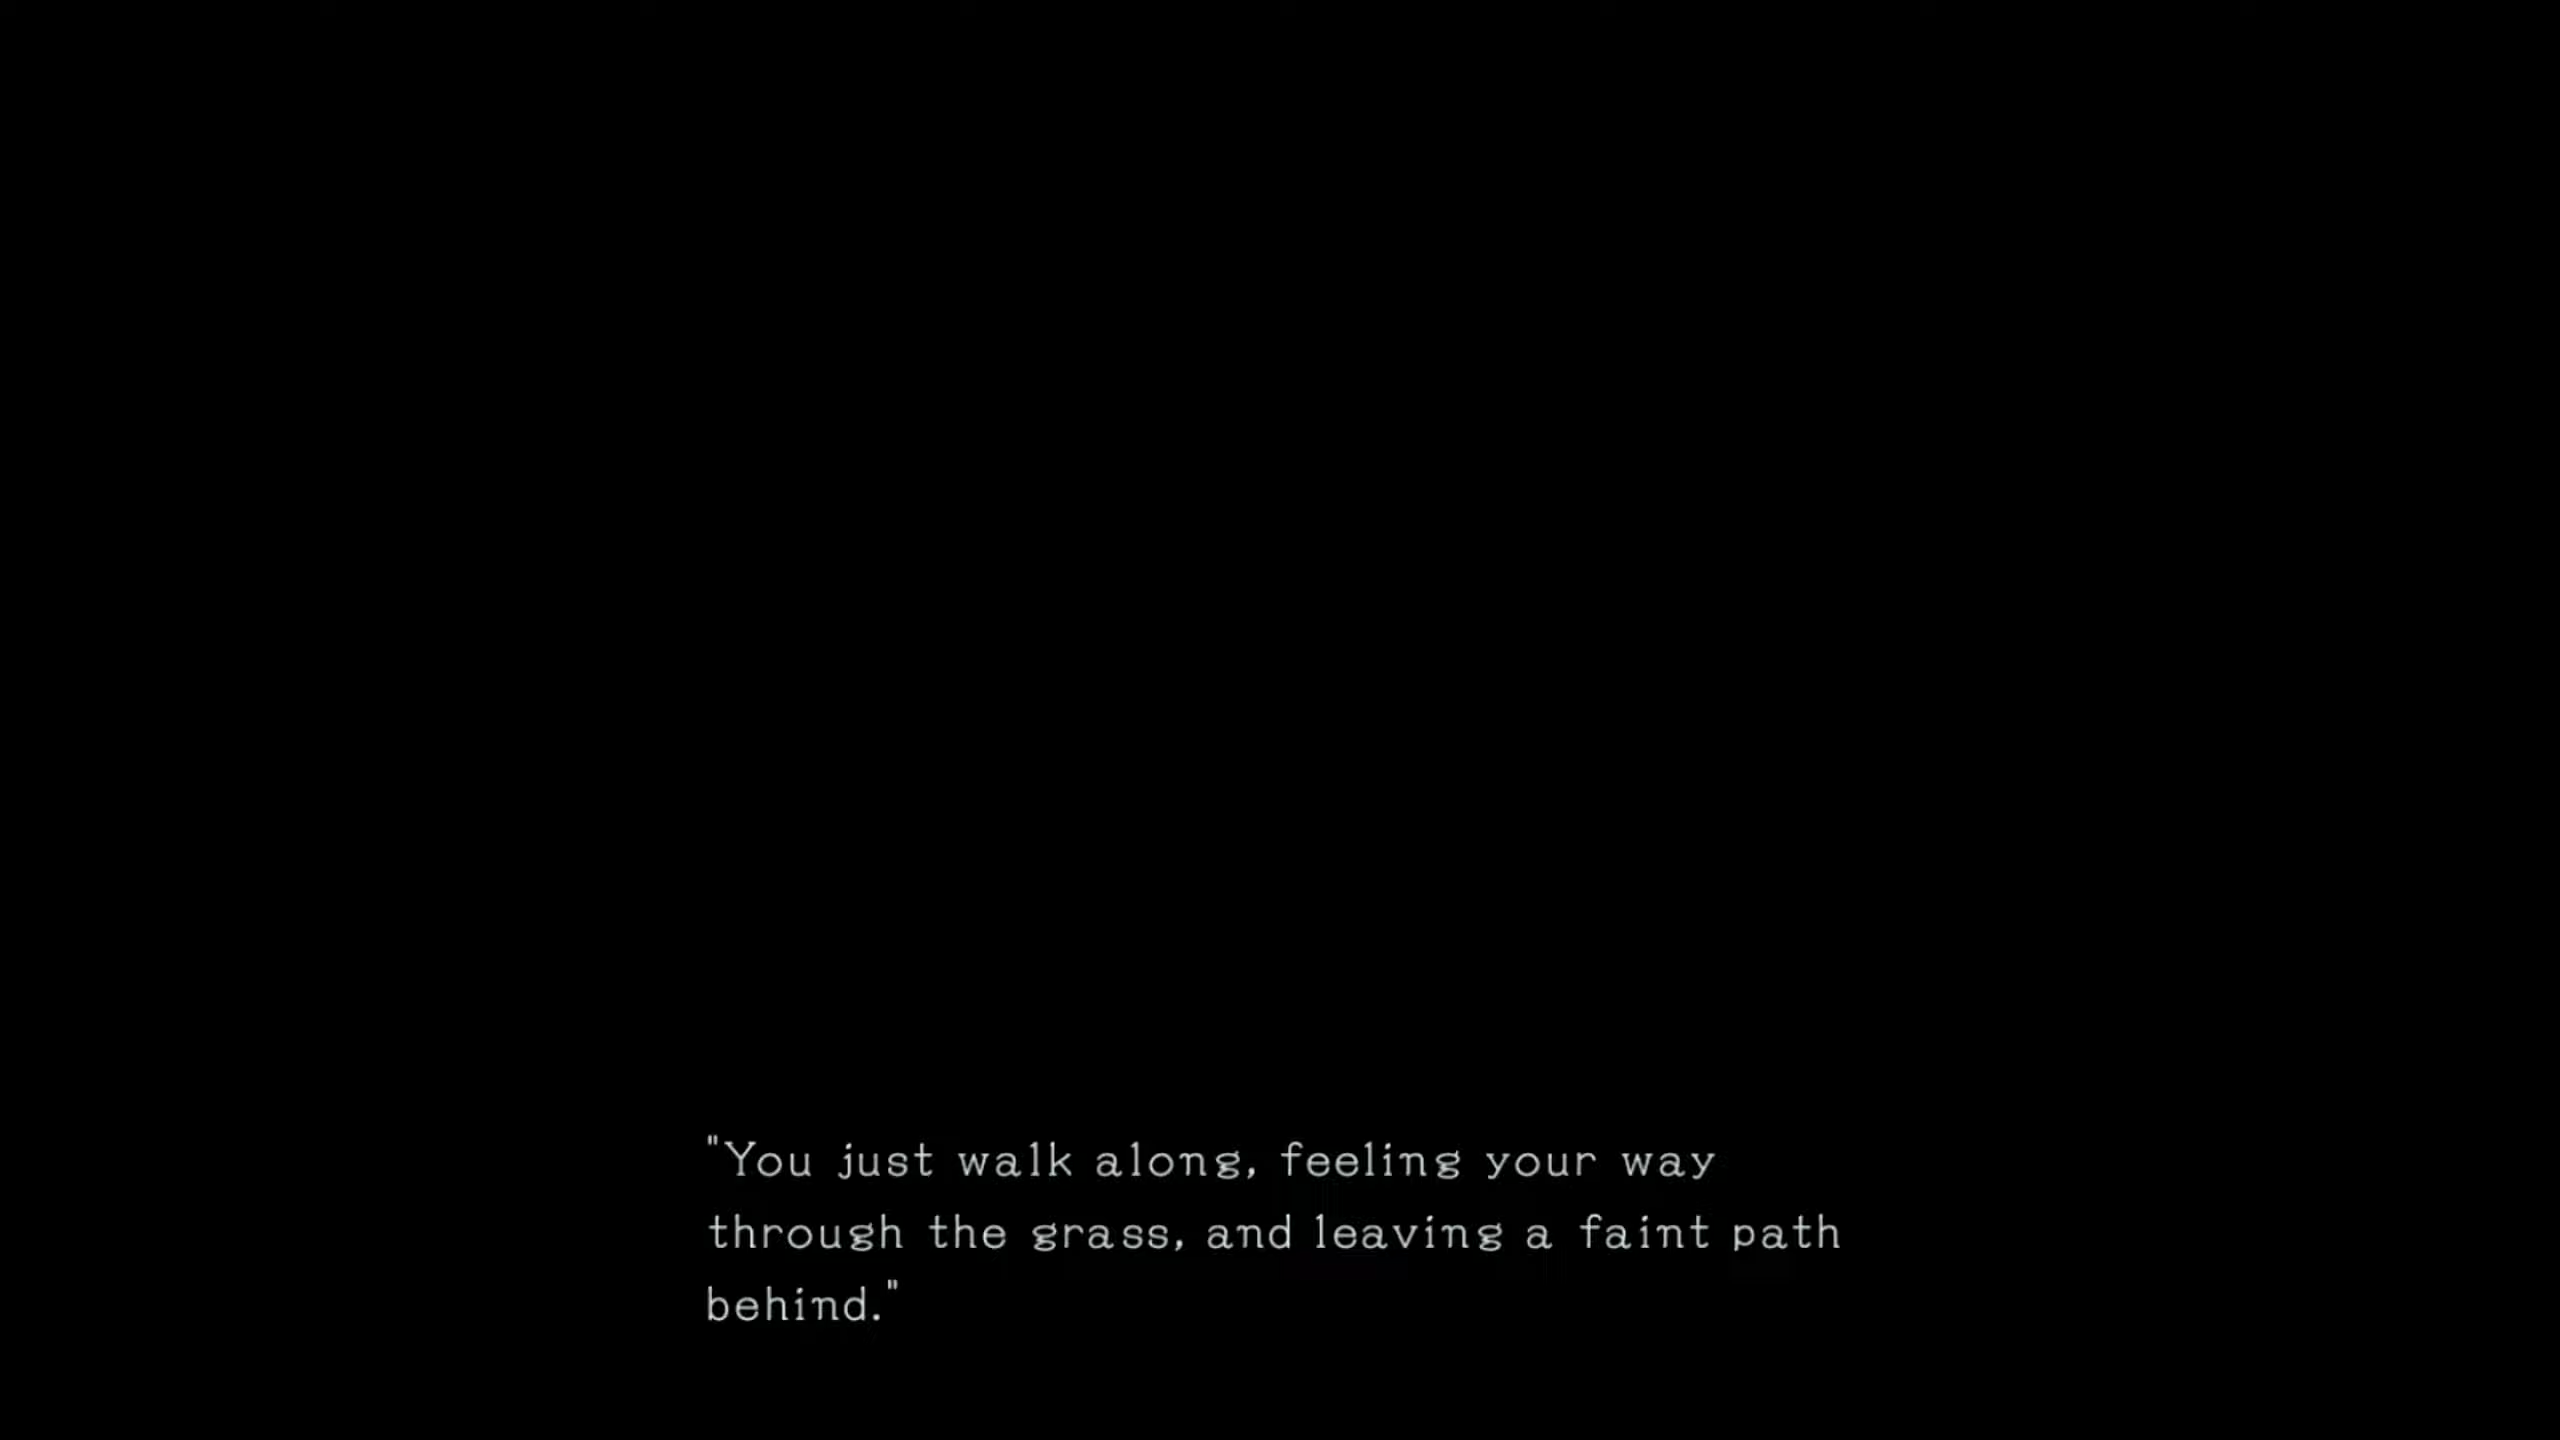 "You just walk along, feeling your way
through the grass, and leaving a faint path
behind."